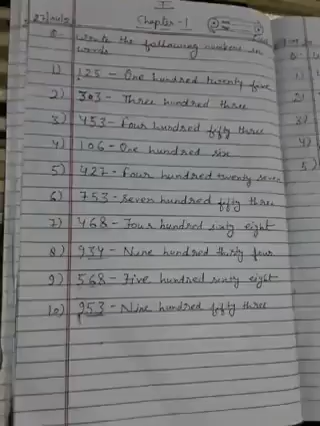 I
Chapter-1
Q- write the following numbers in
words
1) 125 - One hundred twenty five
2) 303 - Three hundred three
3) 453 - Four hundred fifty three
4) 106 - One hundred six
5) 427 - Four hundred twenty seven
6) 753 - Seven hundred fifty three
7) 468 - Four hundred sixty eight
8) 934 - Nine hundred thirty four
9) 568 - Five hundred sixty eight
10) 953 - Nine hundred fifty three